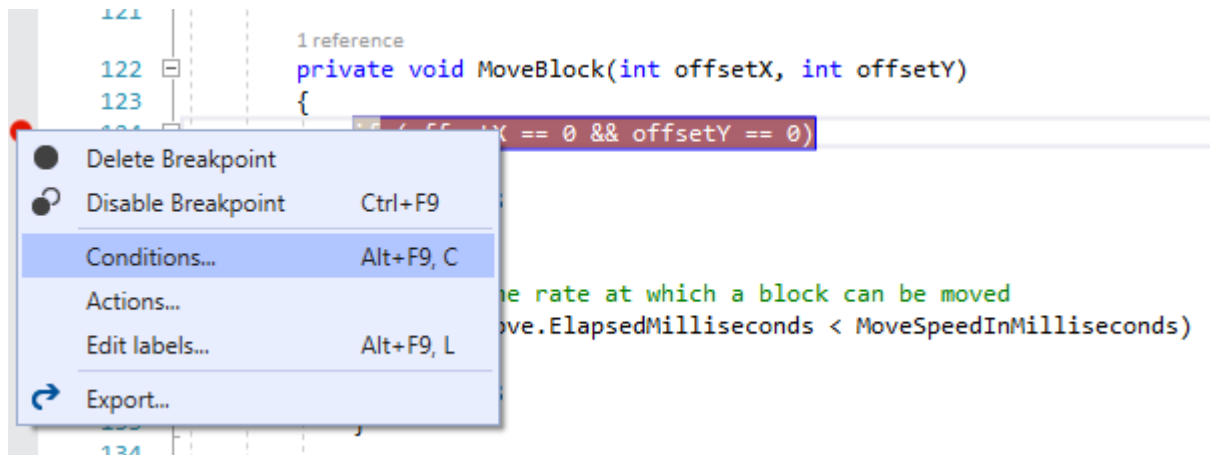 121
1 reference
122 private void MoveBlock(int offsetX, int offsetY)
123 {
if (offsetX == 0 && offsetY == 0)
Delete Breakpoint
Disable Breakpoint Ctrl+F9
Conditions... Alt+F9, C
Actions...
he rate at which a block can be moved
ove.ElapsedMilliseconds < MoveSpeedInMilliseconds)
Edit labels... Alt+F9, L
Export...
}
134